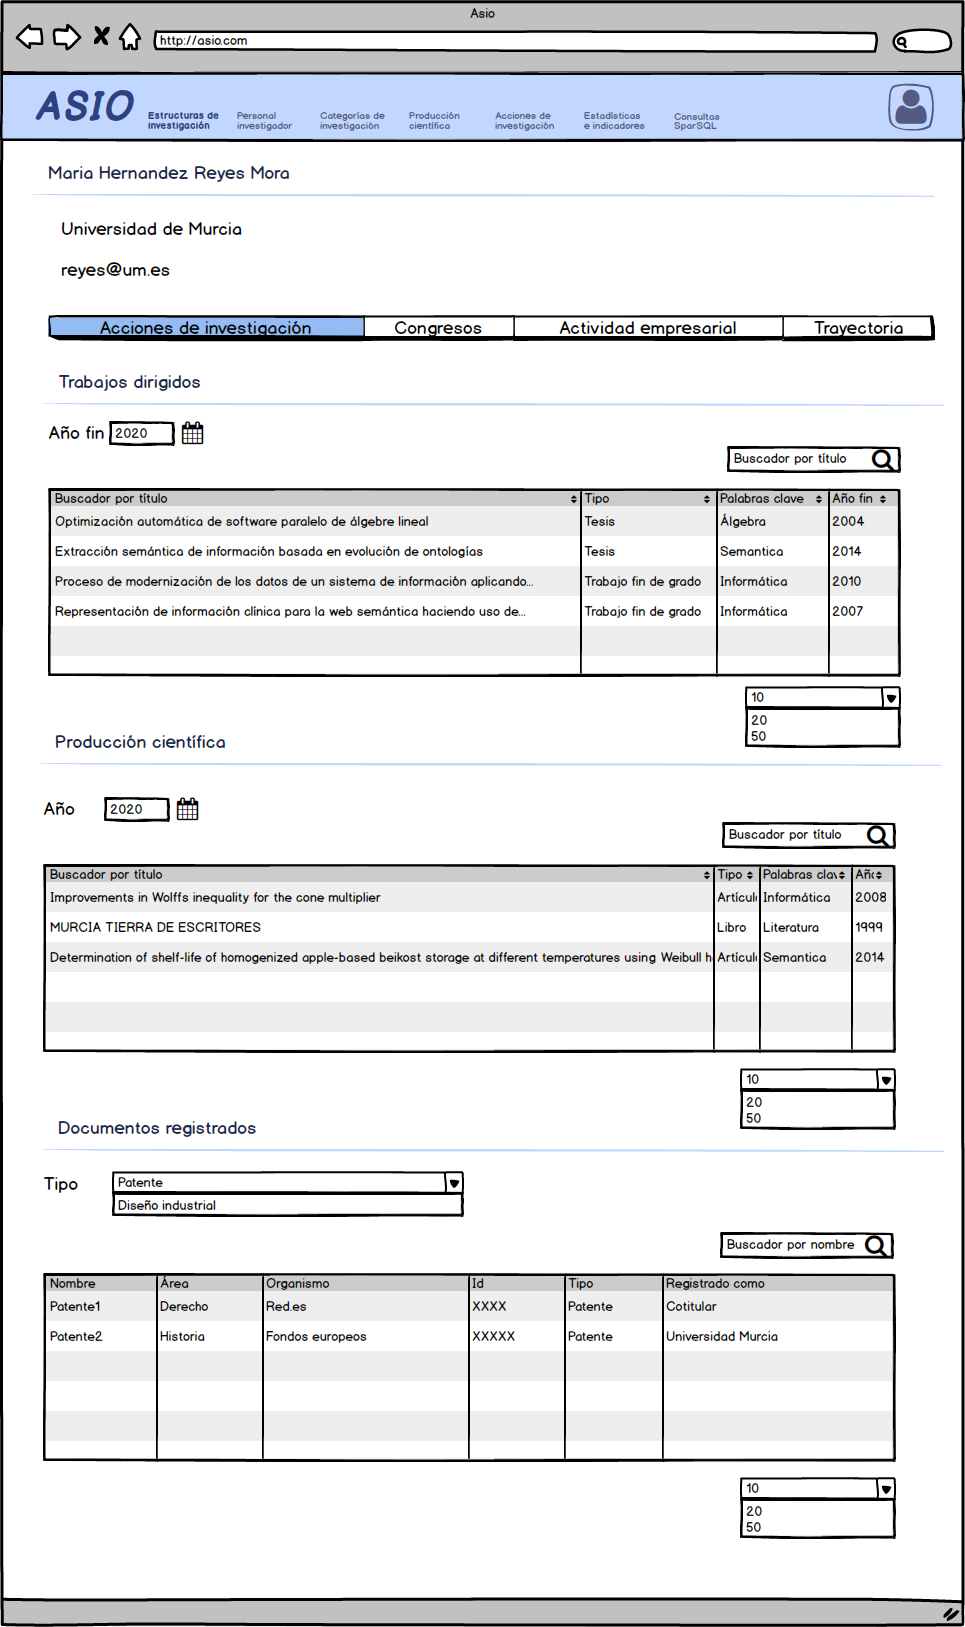 Asio
http://asio.com
ASIO
Estructuras de
investigación
Personal
investigador
Categorías de
investigación
Producción
científica
Acciones de
investigación
Estadísticas
e indicadores
Consultas
SparSQL
Maria Hernandez Reyes Mora
Universidad de Murcia
reyes@um.es
Acciones de investigación Congresos Actividad empresarial Trayectoria
Trabajos dirigidos
Año fin 2020
Buscador por título
Buscador por título Tipo Palabras clave Año fin
Optimización automática de software paralelo de álgebre lineal Tesis Álgebra 2004
Extracción semántica de información basada en evolución de ontologías Tesis Semantica 2014
Proceso de modernización de los datos de un sistema de información aplicando... Trabajo fin de grado Informática 2010
Representación de información clínica para la web semántica haciendo uso de... Trabajo fin de grado Informática 2007
10
20
50
Producción científica
Año 2020
Buscador por título
Buscador por título Tipo Palabras clav Año
Improvements in Wolffs inequality for the cone multiplier Artícul Informática 2008
MURCIA TIERRA DE ESCRITORES Libro Literatura 1999
Determination of shelf-life of homogenized apple-based beikost storage at different temperatures using Weibull h Artícul Semantica 2014
10
20
50
Documentos registrados
Tipo Patente
Diseño industrial
Buscador por nombre
Nombre Área Organismo Id Tipo Registrado como
Patente1 Derecho Red.es XXXX Patente Cotitular
Patente2 Historia Fondos europeos XXXXX Patente Universidad Murcia
10
20
50